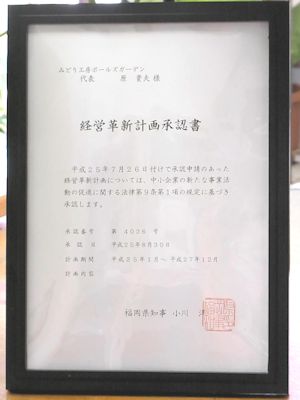 みどり工房ポールズガーデン
代表 原 貴夫 様
経営革新計画承認書
平成25年7月26日付けで承認申請のあった
経営革新計画については、中小企業の新たな事業活
動の促進に関する法律第9条第1項の規定に基づき
承認します。
承認番号 第 4026 号
承認日 平成25年8月30日
計画期間 平成25年1月〜平成27年12月
計画内容
福岡県知事 小川 洋